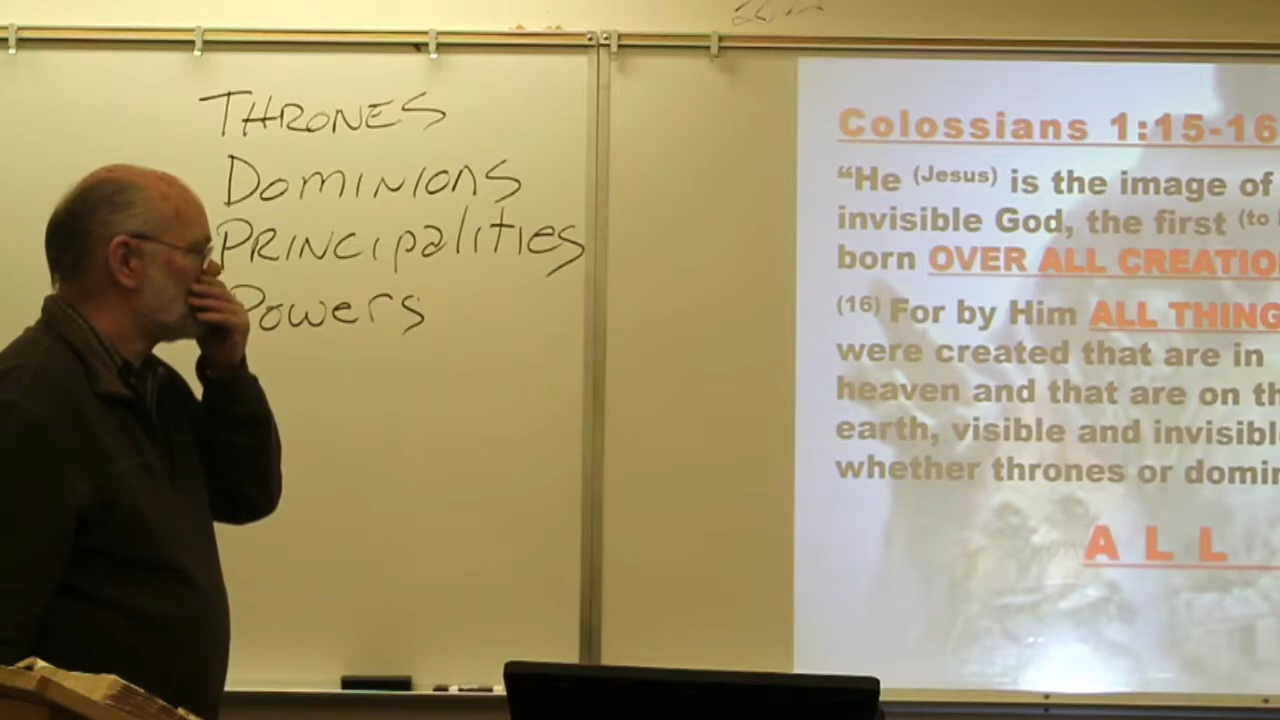 THRONES
DOMINIONS
PRINCIPALITIES
Powers
Colossians 1:15-16
“He (Jesus) is the image of
invisible God, the first (to
born OVER ALL CREATIO
(16) For by Him ALL THING
were created that are in
heaven and that are on th
earth, visible and invisibl
whether thrones or domin
A L L